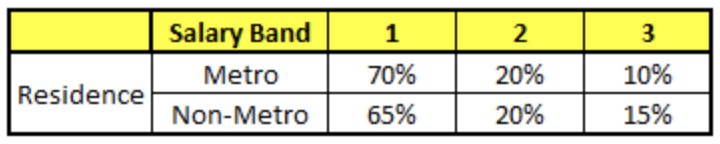 Salary Band 1 2 3
Residence Metro 70% 20% 10%
Non-Metro 65% 20% 15%